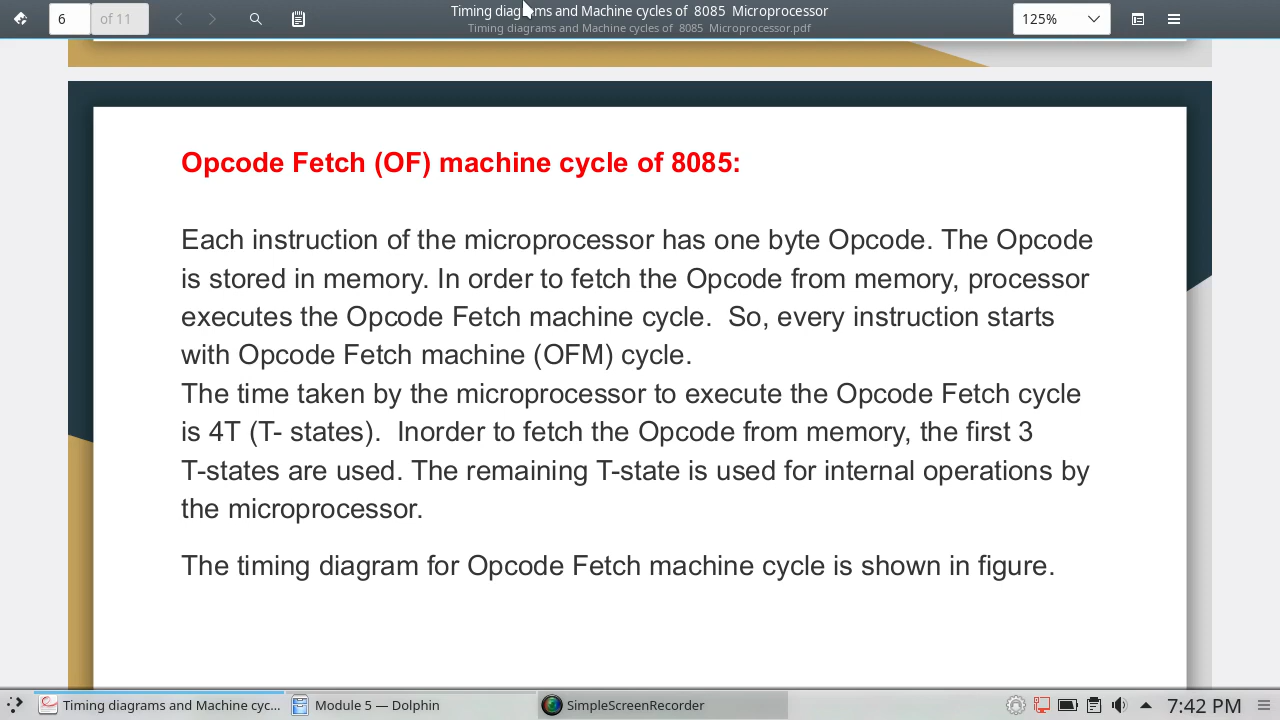 6
of 11
Timing diagrams and Machine cycles of 8085 Microprocessor
Timing diagrams and Machine cycles of 8085 Microprocessor.pdf
125%
Opcode Fetch (OF) machine cycle of 8085:
Each instruction of the microprocessor has one byte Opcode. The Opcode
is stored in memory. In order to fetch the Opcode from memory, processor
executes the Opcode Fetch machine cycle.  So, every instruction starts
with Opcode Fetch machine (OFM) cycle.
The time taken by the microprocessor to execute the Opcode Fetch cycle
is 4T (T- states).  Inorder to fetch the Opcode from memory, the first 3
T-states are used. The remaining T-state is used for internal operations by
the microprocessor.
The timing diagram for Opcode Fetch machine cycle is shown in figure.
Timing diagrams and Machine cyc...
Module 5 — Dolphin
SimpleScreenRecorder
7:42 PM